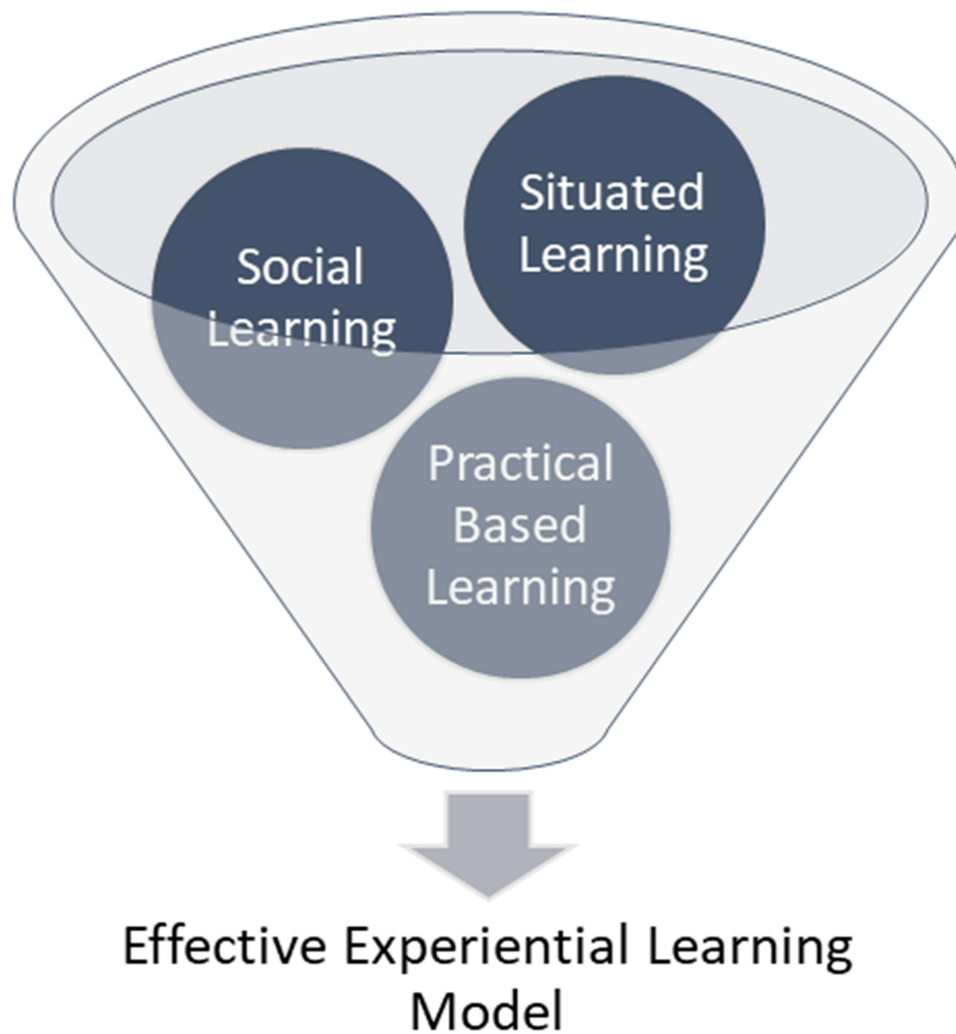 Situated
Learning
Social
Learning
Practical
Based
Learning
Effective Experiential Learning
Model